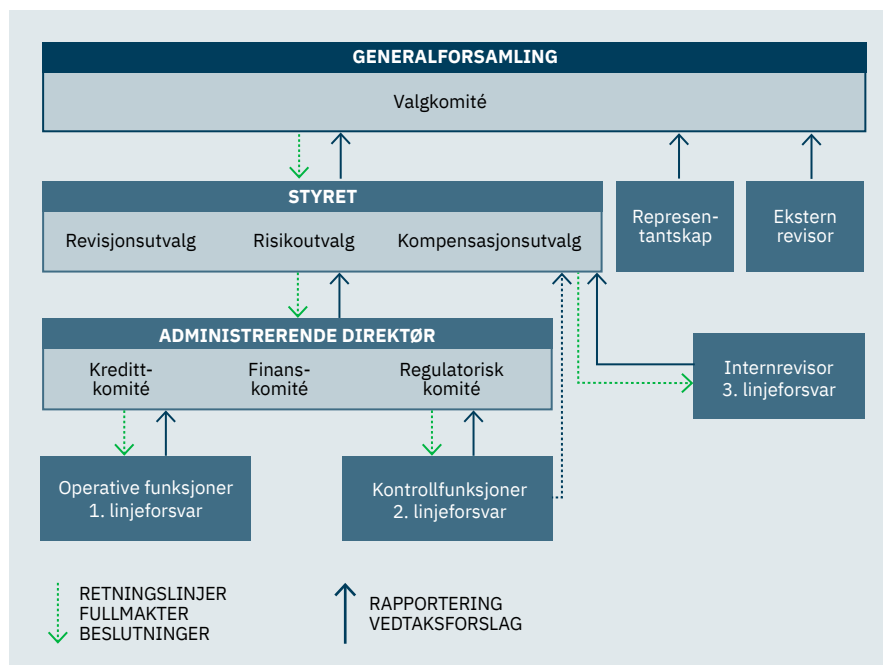 GENERALFORSAMLING
Valgkomité
STYRET
Revisjonsutvalg
Risikoutvalg
Kompensasjonsutvalg
Represen-
tantskap
Ekstern
revisor
ADMINISTRERENDE DIREKTØR
Kreditt-
komité
Finans-
komité
Regulatorisk
komité
Internrevisor
3. linjeforsvar
Operative funksjoner
1. linjeforsvar
Kontrollfunksjoner
2. linjeforsvar
RETNINGSLINJER
FULLMAKTER
BESLUTNINGER
RAPPORTERING
VEDTAKSFORSLAG